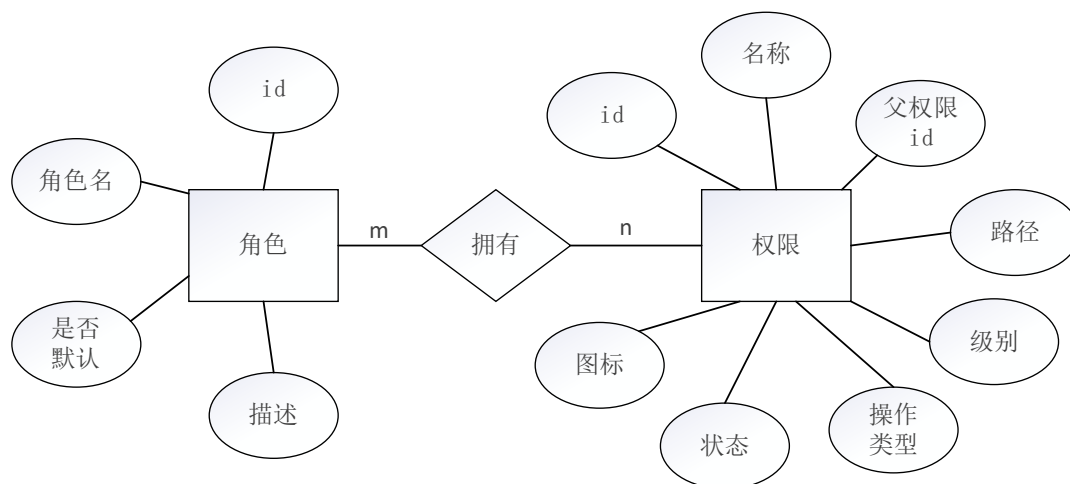 名称
id
id
父权限
id
角色名
路径
角色
m
拥有
n
权限
是否
默认
图标
级别
描述
状态
操作
类型